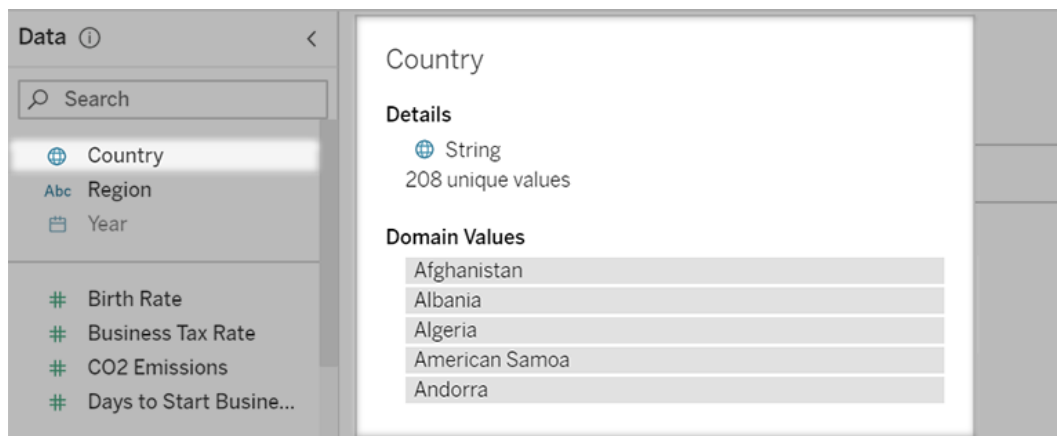 Data
Search
Country
Abc Region
Year
# Birth Rate
# Business Tax Rate
# CO2 Emissions
# Days to Start Busine...
Country
Details
String
208 unique values
Domain Values
Afghanistan
Albania
Algeria
American Samoa
Andorra